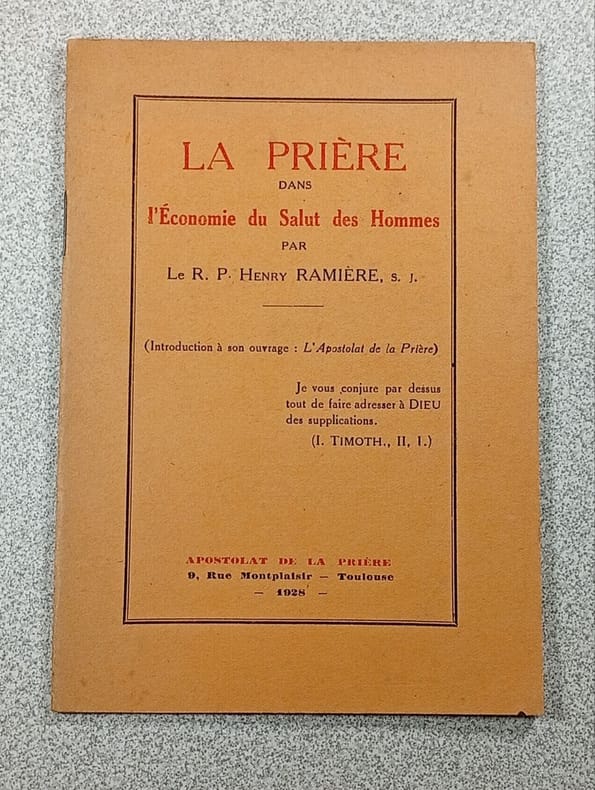 LA PRIÈRE
DANS
l'Économie du Salut des Hommes
PAR
Le R. P. Henry RAMIÈRE, S. J.
(Introduction à son ouvrage : L'Apostolat de la Prière)
Je vous conjure par dessus
tout de faire adresser à DIEU
des supplications.
(I. TIMOTH., II, I.)
APOSTOLAT DE LA PRIÈRE
9, Rue Montplaisir — Toulouse
— 1928 —